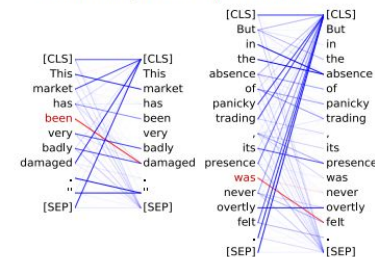 [CLS] [CLS]
This This
market market
has has
been been
very very
badly badly
damaged damaged
. .
" "
[SEP] [SEP]
[CLS] [CLS]
But But
in in
the the
absence absence
of of
panicky panicky
trading trading
, ,
its its
presence presence
was was
never never
overtly overtly
felt felt
. .
[SEP] [SEP]